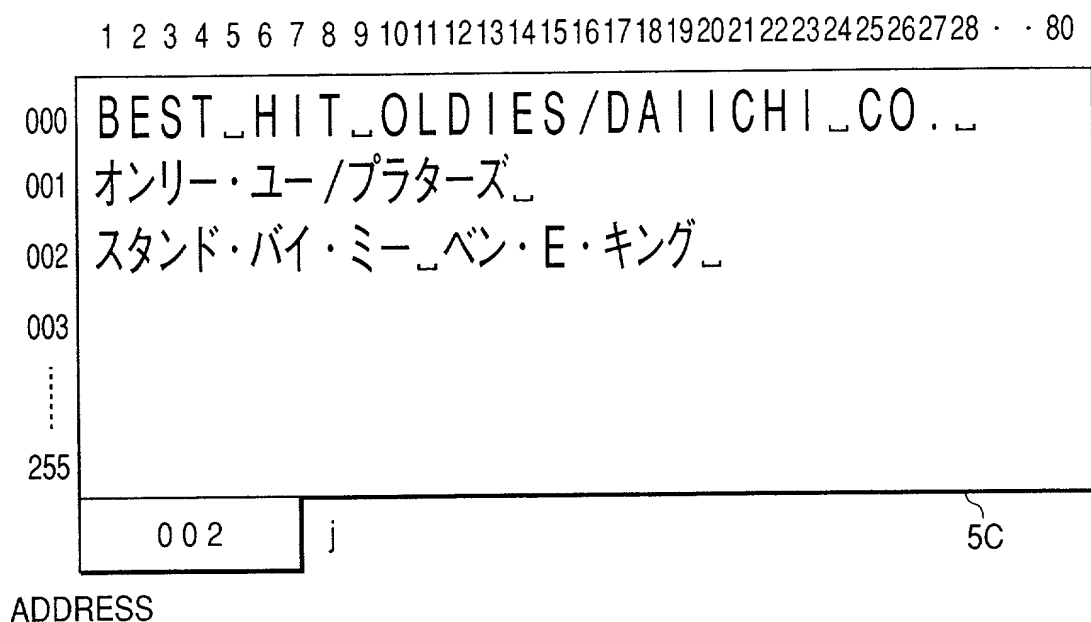 1 2 3 4 5 6 7 8 9 10 11 12 13 14 15 16 17 18 19 20 21 22 23 24 25 26 27 28 · · 80
000 BEST␣HIT␣OLDIES/DAIICHI␣CO.␣
001 オンリー・ユー/プラターズ␣
002 スタンド・バイ・ミー␣ベン・E・キング␣
003
255
002 j 5C
ADDRESS